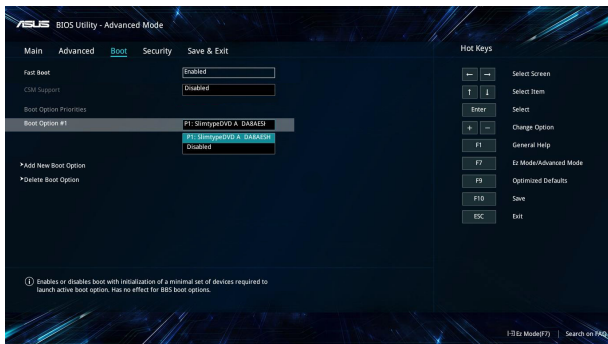 ASUS BIOS Utility - Advanced Mode
Main Advanced Boot Security Save & Exit
Fast Boot Enabled
CSM Support Disabled
Boot Option Priorities
Boot Option #1 P1: SlimtypeDVD A DA8AESH
P1: SlimtypeDVD A DA8AESH
Disabled
>Add New Boot Option
>Delete Boot Option
i Enables or disables boot with initialization of a minimal set of devices required to
launch active boot option. Has no effect for BBS boot options.
Hot Keys
← → Select Screen
↑ ↓ Select Item
Enter Select
+ − Change Option
F1 General Help
F7 Ez Mode/Advanced Mode
F9 Optimized Defaults
F10 Save
ESC Exit
Ez Mode(F7) | Search on FAQ